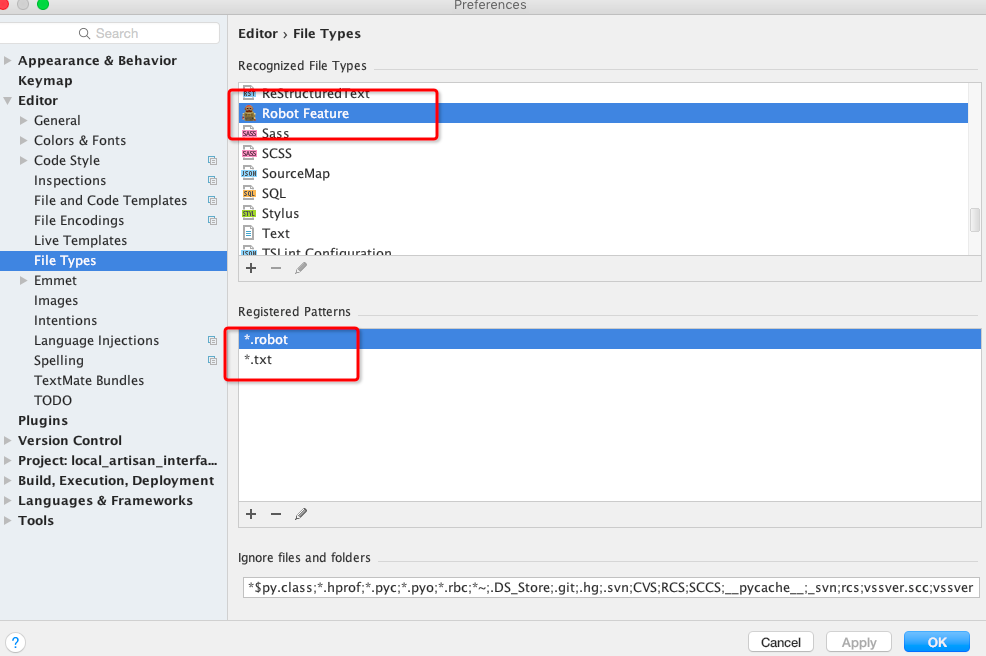 Preferences
Search
Appearance & Behavior
Keymap
Editor
General
Colors & Fonts
Code Style
Inspections
File and Code Templates
File Encodings
Live Templates
File Types
Emmet
Images
Intentions
Language Injections
Spelling
TextMate Bundles
TODO
Plugins
Version Control
Project: local_artisan_interfa...
Build, Execution, Deployment
Languages & Frameworks
Tools
?
Editor › File Types
Recognized File Types
RST ReStructuredText
Robot Feature
SASS Sass
SASS SCSS
JSON SourceMap
SQL SQL
STYL Stylus
Text
JSON TSLint Configuration
Registered Patterns
*.robot
*.txt
Ignore files and folders
*$py.class;*.hprof;*.pyc;*.pyo;*.rbc;*~;.DS_Store;.git;.hg;.svn;CVS;RCS;SCCS;__pycache__;_svn;rcs;vssver.scc;vssver
Cancel
Apply
OK